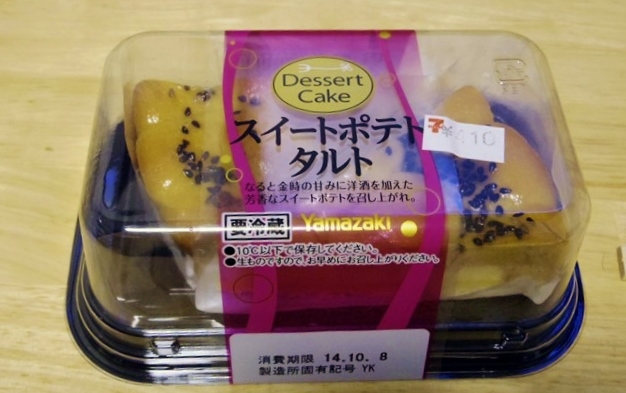 Dessert
Cake
スイートポテト
タルト
7 ¥410
なると金時の甘みに洋酒を加えた
芳香なスイートポテトを召し上がれ。
要冷蔵 Yamazaki
●10℃以下で保存してください。
●生ものですので、お早めにお召し上がりください。
消費期限 14.10. 8
製造所固有記号 YK